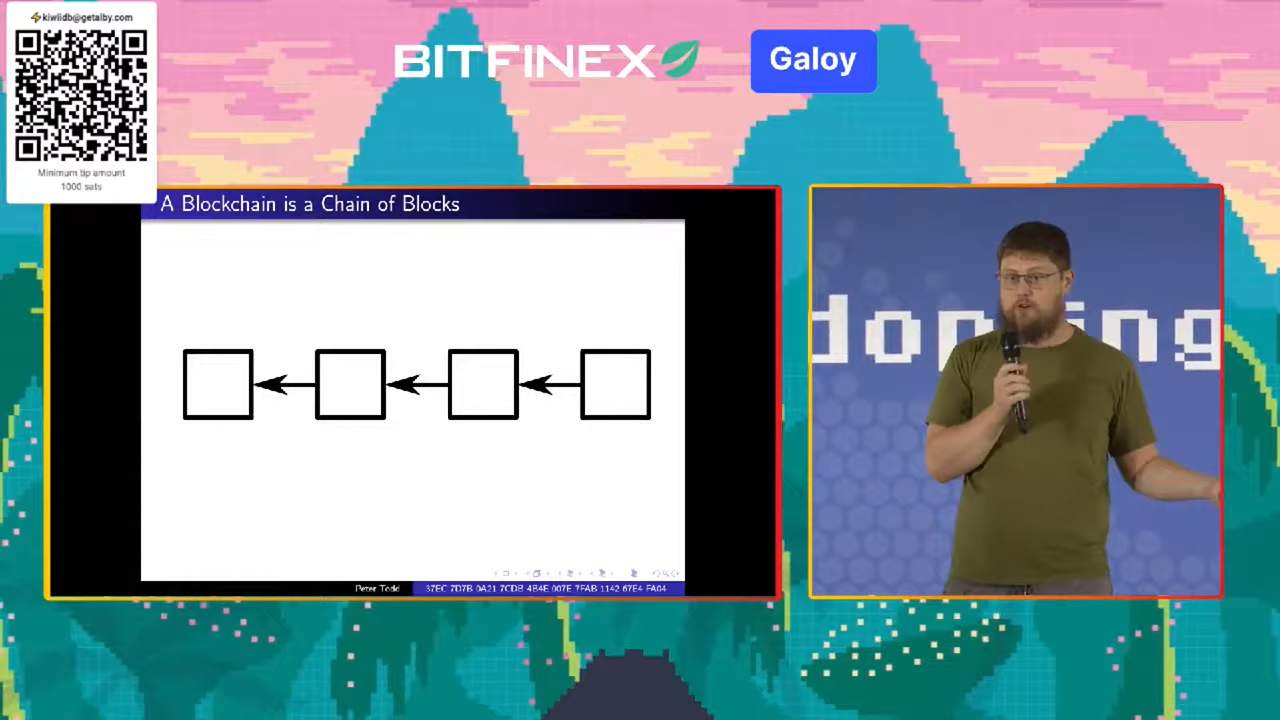 ⚡kiwiidb@getalby.com
Minimum tip amount
1000 sats
BITFINEX
Galoy
A Blockchain is a Chain of Blocks
Peter Todd
37EC 7D7B 0A21 7CDB 4B4E 007E 7FAB 1142 67E4 FA04